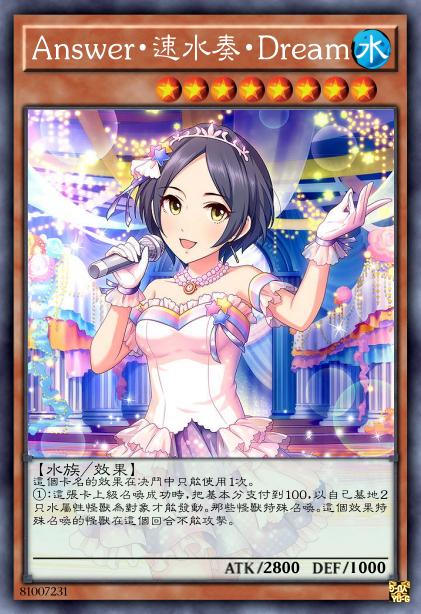 Answer·速水奏·Dream水
【水族／效果】
這個卡名的效果在決鬥中只能使用1次。
①：這張卡上級召喚成功時，把基本分支付到100，以自己墓地2
只水屬性怪獸為對象才能發動。那些怪獸特殊召喚。這個效果特
殊召喚的怪獸在這個回合不能攻擊。
ATK/2800 DEF/1000
81007231